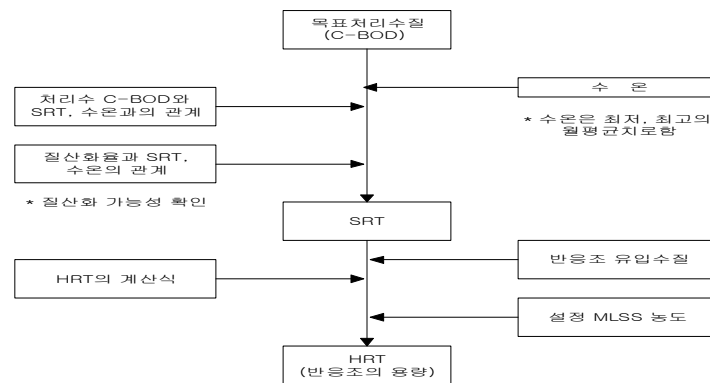 목표처리수질
(C-BOD)
수 온
처리수 C-BOD와
SRT, 수온과의 관계
* 수온은 최저, 최고의
월평균치로함
질산화율과 SRT,
수온의 관계
* 질산화 가능성 확인
SRT
반응조 유입수질
HRT의 계산식
설정 MLSS 농도
HRT
(반응조의 용량)